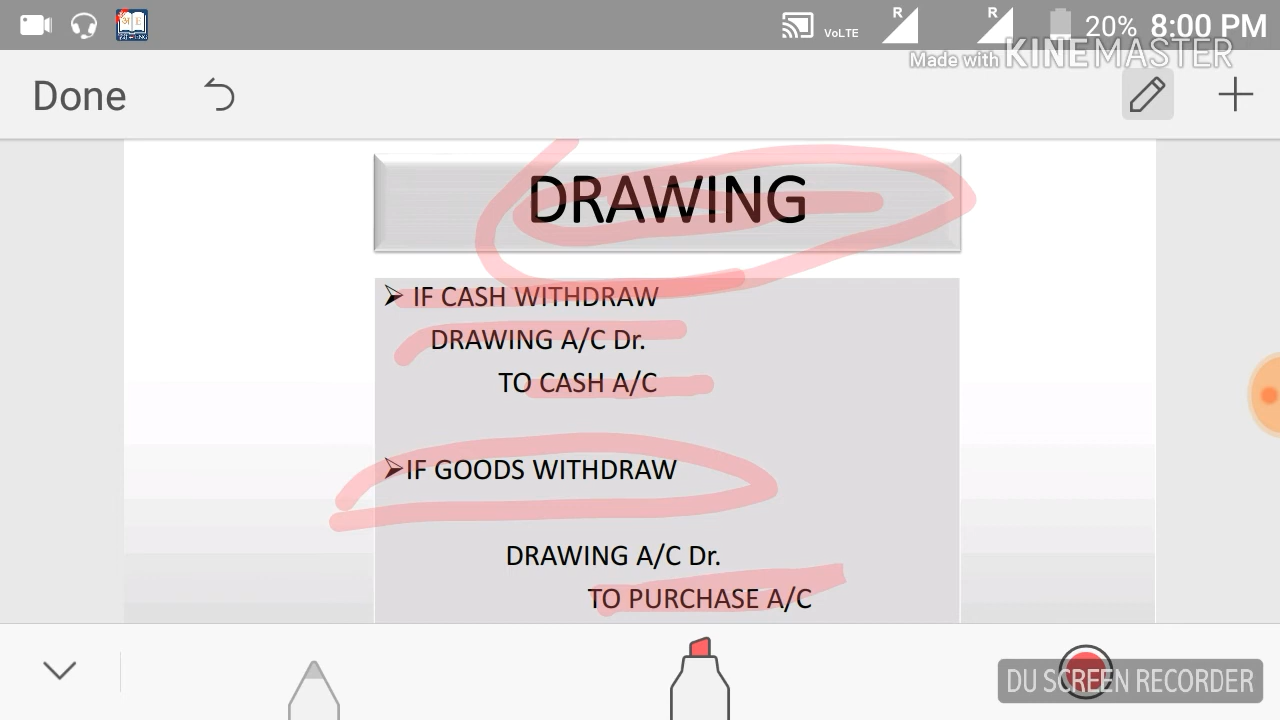 VoLTE
R
R
20% 8:00 PM
Made with KINEMASTER
Done
DRAWING
➢ IF CASH WITHDRAW
DRAWING A/C Dr.
TO CASH A/C
➢IF GOODS WITHDRAW
DRAWING A/C Dr.
TO PURCHASE A/C
DU SCREEN RECORDER